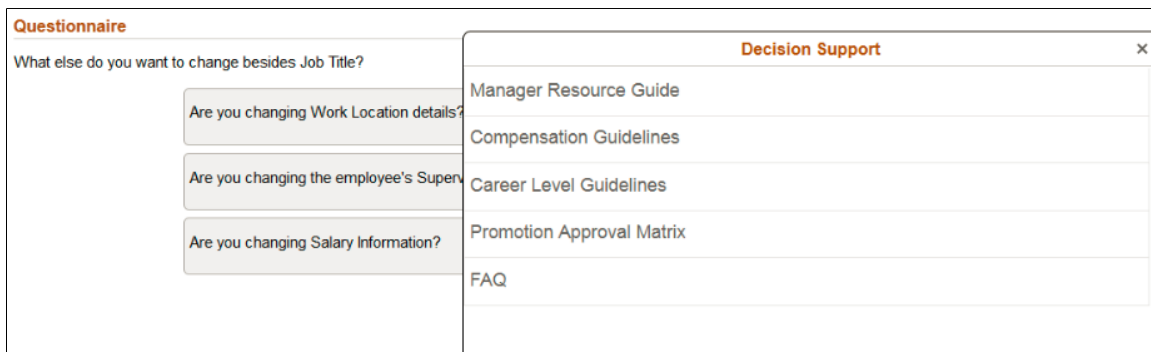 Questionnaire
What else do you want to change besides Job Title?
Are you changing Work Location details?
Are you changing the employee's
Are you changing Salary Information?
Decision Support
×
Manager Resource Guide
Compensation Guidelines
Career Level Guidelines
Promotion Approval Matrix
FAQ